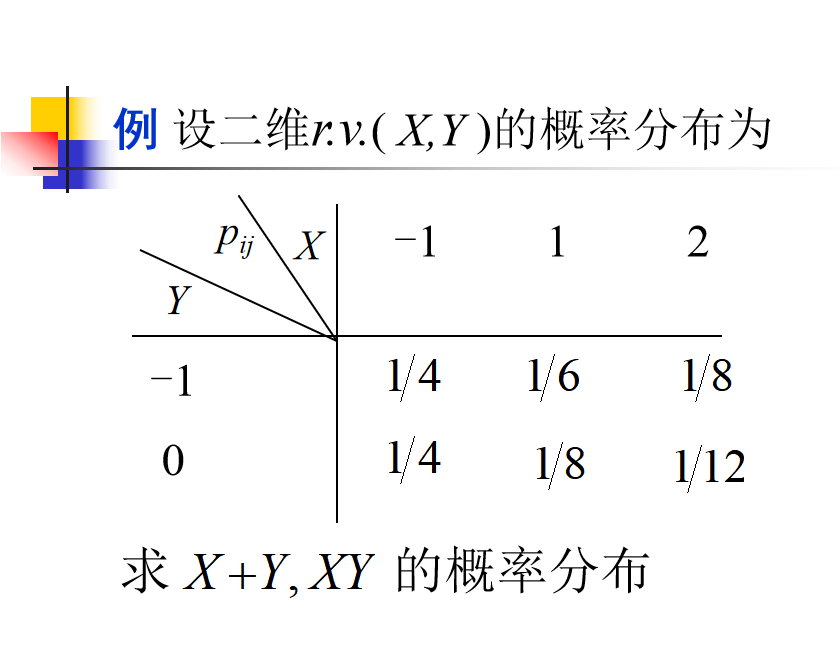 例 设二维r.v.( X,Y )的概率分布为
p_ij X −1 1 2
Y
−1 1/4 1/6 1/8
0 1/4 1/8 1/12
求 X+Y, XY 的概率分布